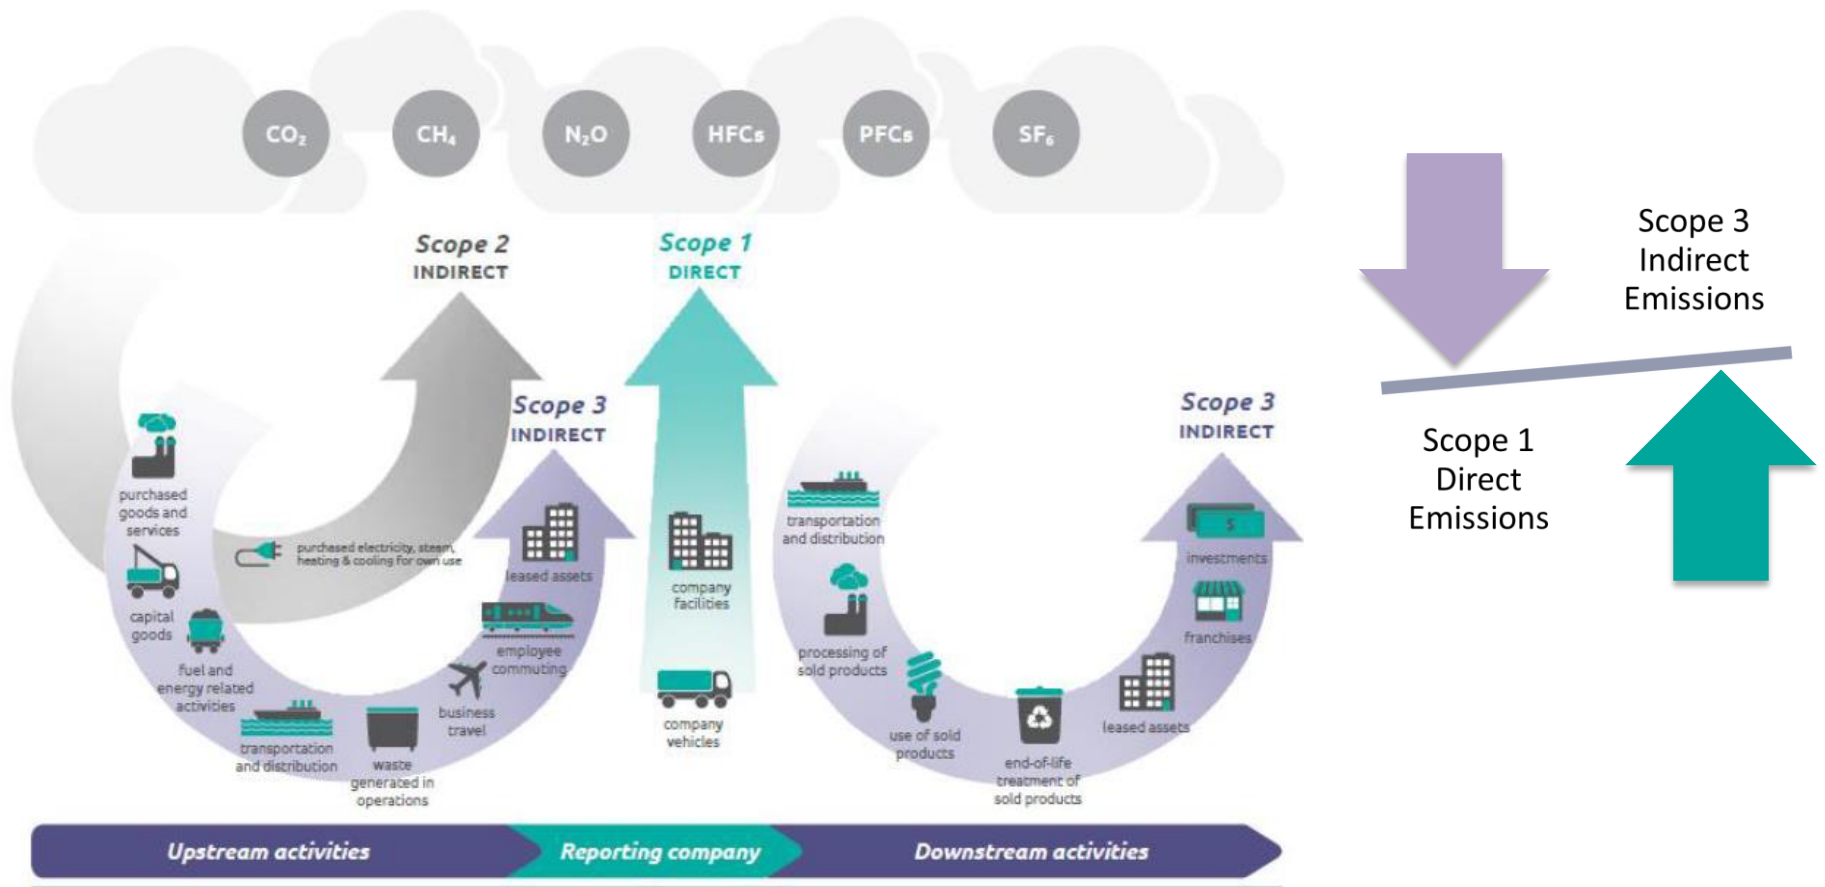 CO₂
CH₄
N₂O
HFCs
PFCs
SF₆
Scope 2
INDIRECT
Scope 1
DIRECT
Scope 3
INDIRECT
Scope 3
INDIRECT
purchased
goods and
services
capital
goods
fuel and
energy related
activities
transportation
and distribution
waste
generated in
operations
business
travel
employee
commuting
leased assets
purchased electricity, steam,
heating & cooling for own use
company
facilities
company
vehicles
transportation
and distribution
processing of
sold products
use of sold
products
end-of-life
treatment of
sold products
leased assets
franchises
investments
$
Upstream activities
Reporting company
Downstream activities
Scope 3
Indirect
Emissions
Scope 1
Direct
Emissions